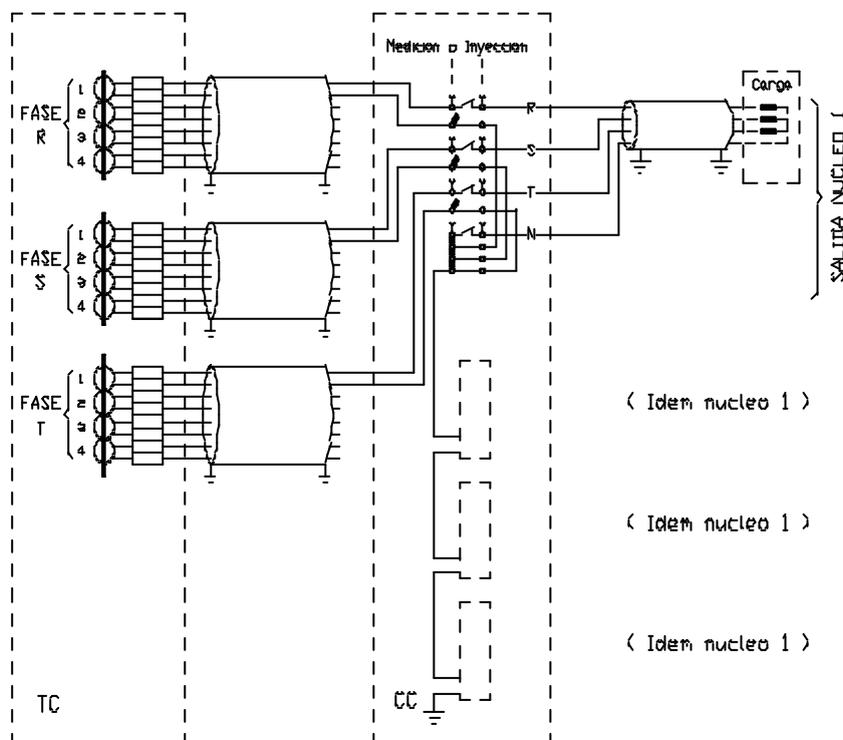 Medicion o Inyeccion
FASE R
1
2
3
4
R
S
T
N
Carga
SALIDA NUCLEO 1
FASE S
1
2
3
4
FASE T
1
2
3
4
( Idem nucleo 1 )
( Idem nucleo 1 )
( Idem nucleo 1 )
TC
CC